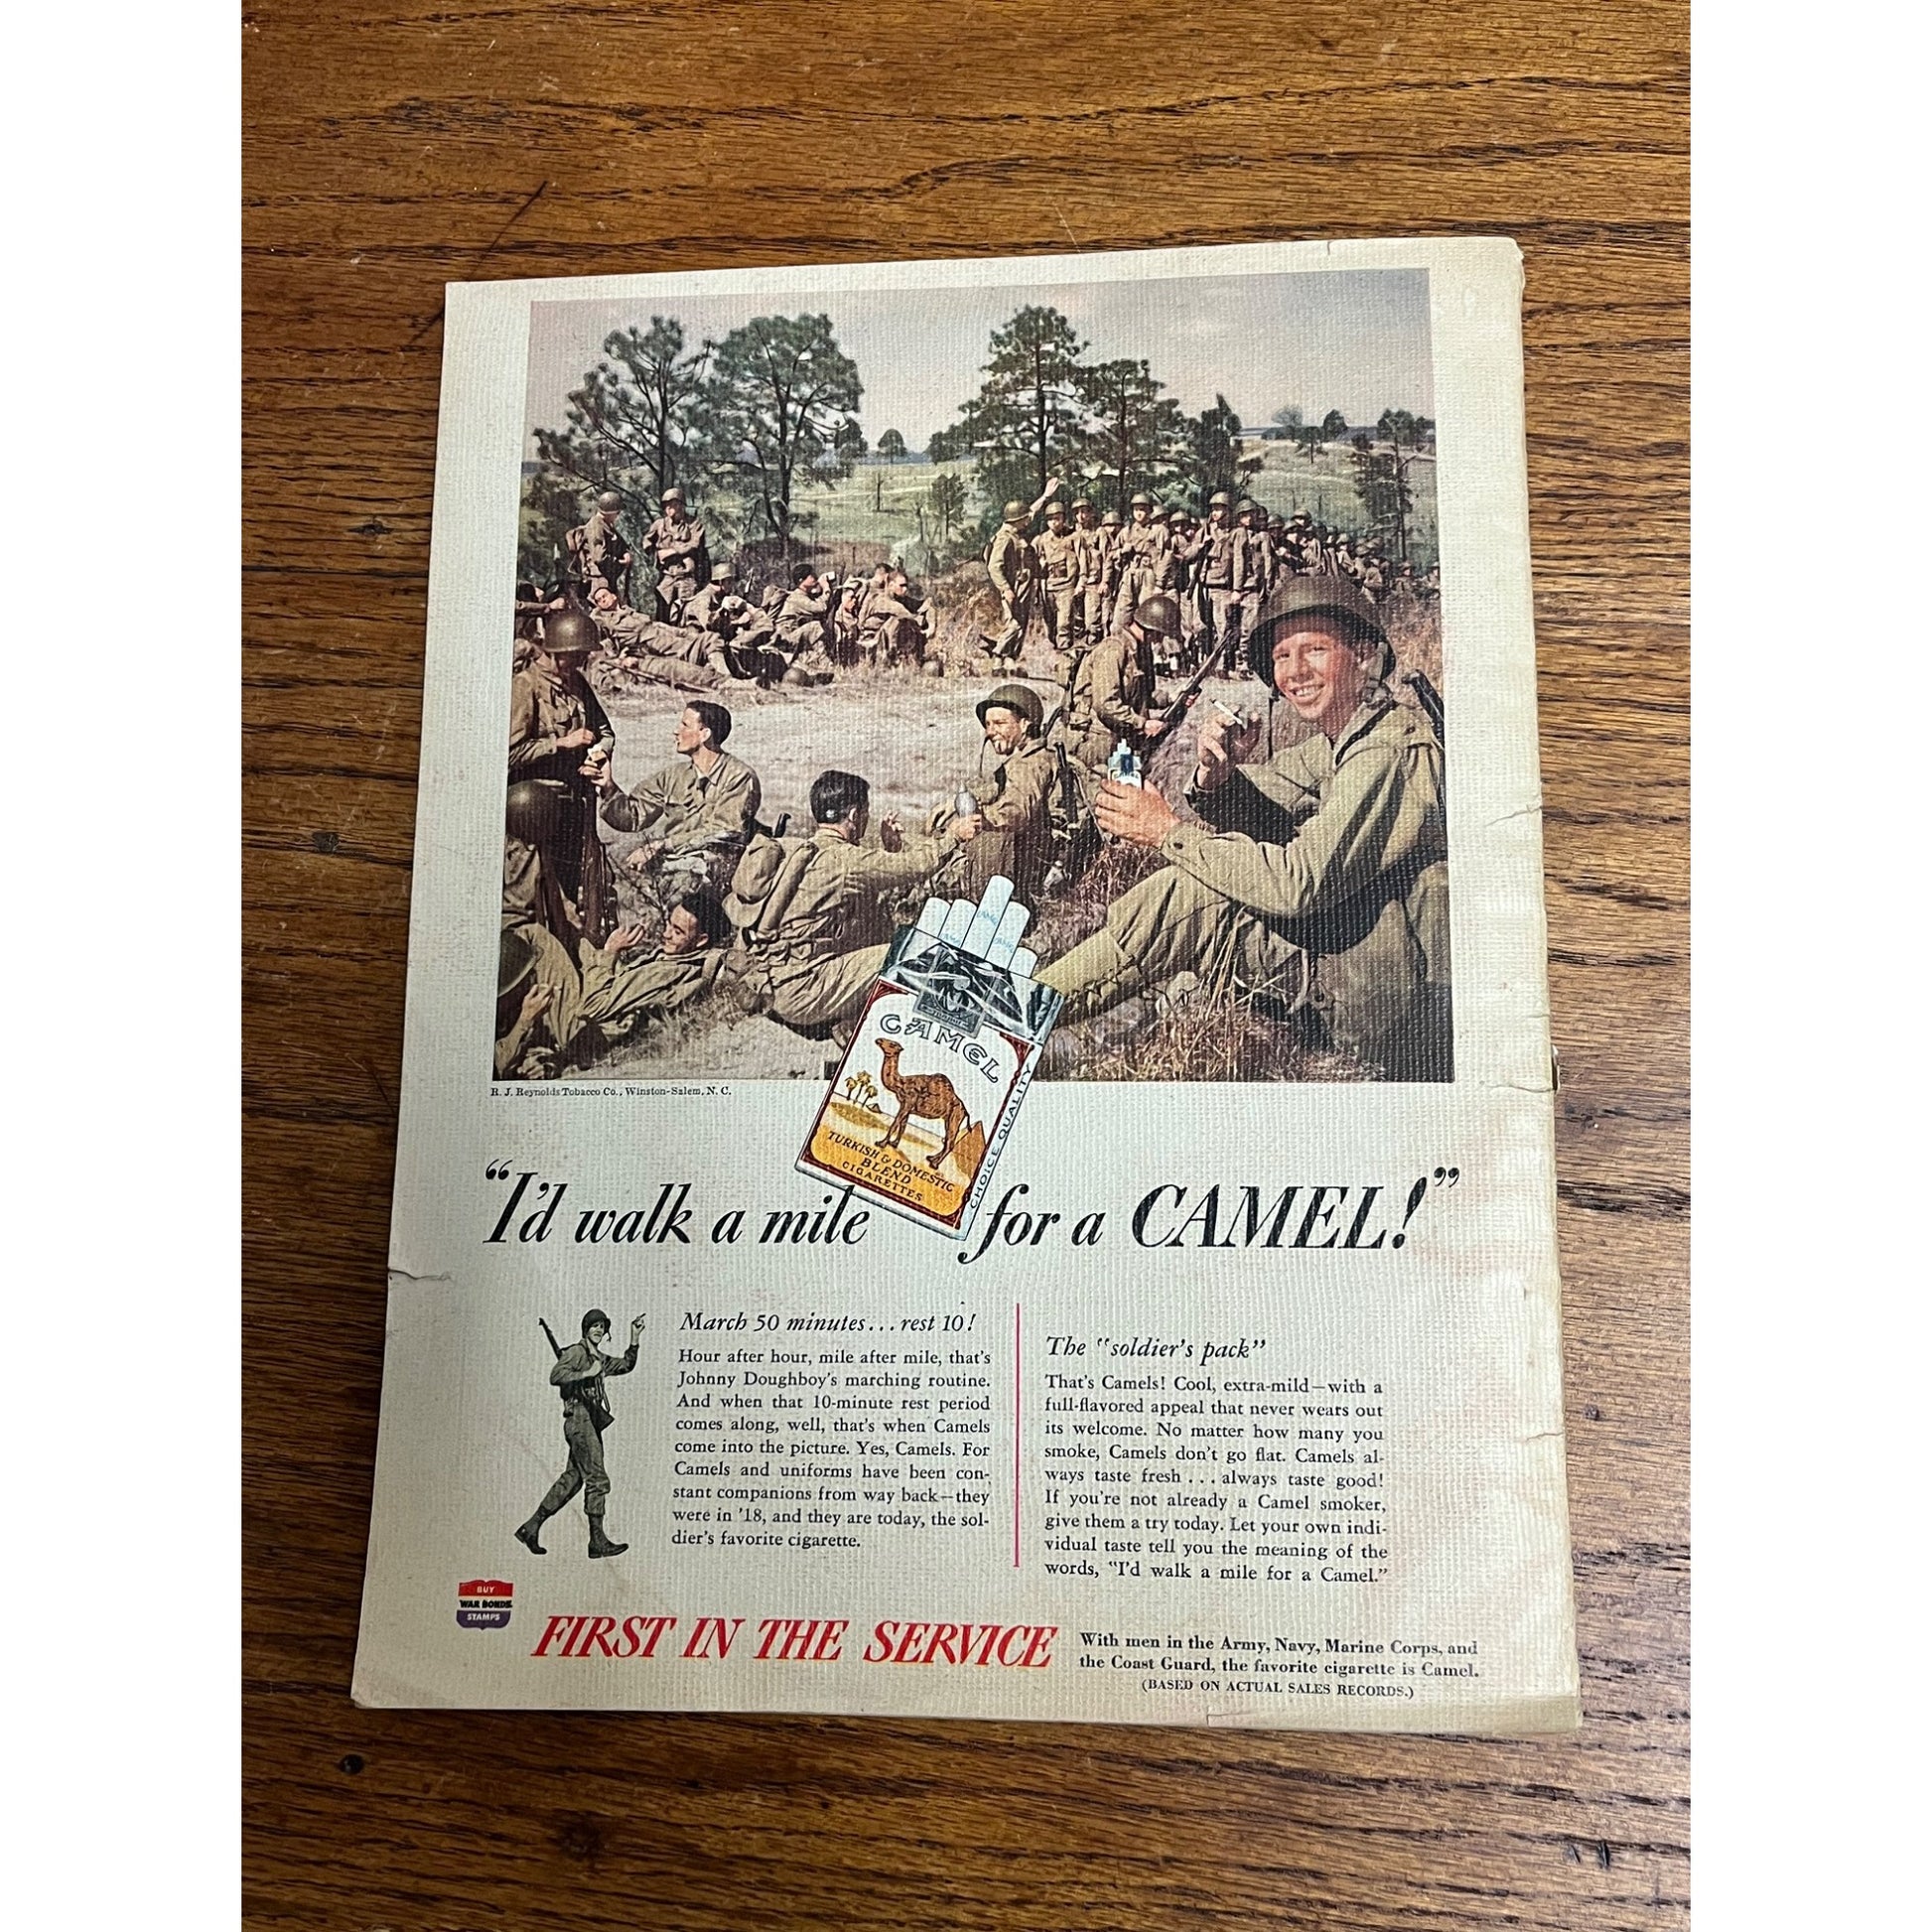 CAMEL
CAMEL
TURKISH & DOMESTIC
BLEND
CIGARETTES
CHOICE QUALITY
R. J. Reynolds Tobacco Co., Winston-Salem, N. C.
"I'd walk a mile for a CAMEL!"
March 50 minutes... rest 10!
Hour after hour, mile after mile, that's
Johnny Doughboy's marching routine.
And when that 10-minute rest period
comes along, well, that's when Camels
come into the picture. Yes, Camels. For
Camels and uniforms have been con-
stant companions from way back—they
were in '18, and they are today, the sol-
dier's favorite cigarette.
The "soldier's pack"
That's Camels! Cool, extra-mild—with a
full-flavored appeal that never wears out
its welcome. No matter how many you
smoke, Camels don't go flat. Camels al-
ways taste fresh... always taste good!
If you're not already a Camel smoker,
give them a try today. Let your own indi-
vidual taste tell you the meaning of the
words, "I'd walk a mile for a Camel."
BUY
WAR BONDS
STAMPS
FIRST IN THE SERVICE
With men in the Army, Navy, Marine Corps, and
the Coast Guard, the favorite cigarette is Camel.
(BASED ON ACTUAL SALES RECORDS.)